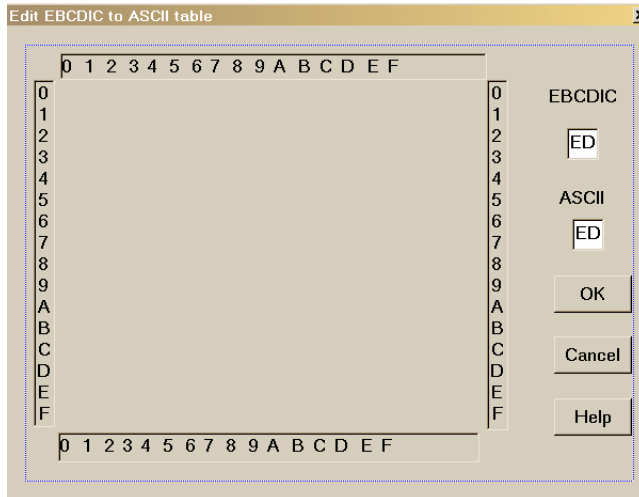 Edit EBCDIC to ASCII table
0 1 2 3 4 5 6 7 8 9 A B C D E F
0
1
2
3
4
5
6
7
8
9
A
B
C
D
E
F
0
1
2
3
4
5
6
7
8
9
A
B
C
D
E
F
0 1 2 3 4 5 6 7 8 9 A B C D E F
EBCDIC
ED
ASCII
ED
OK
Cancel
Help